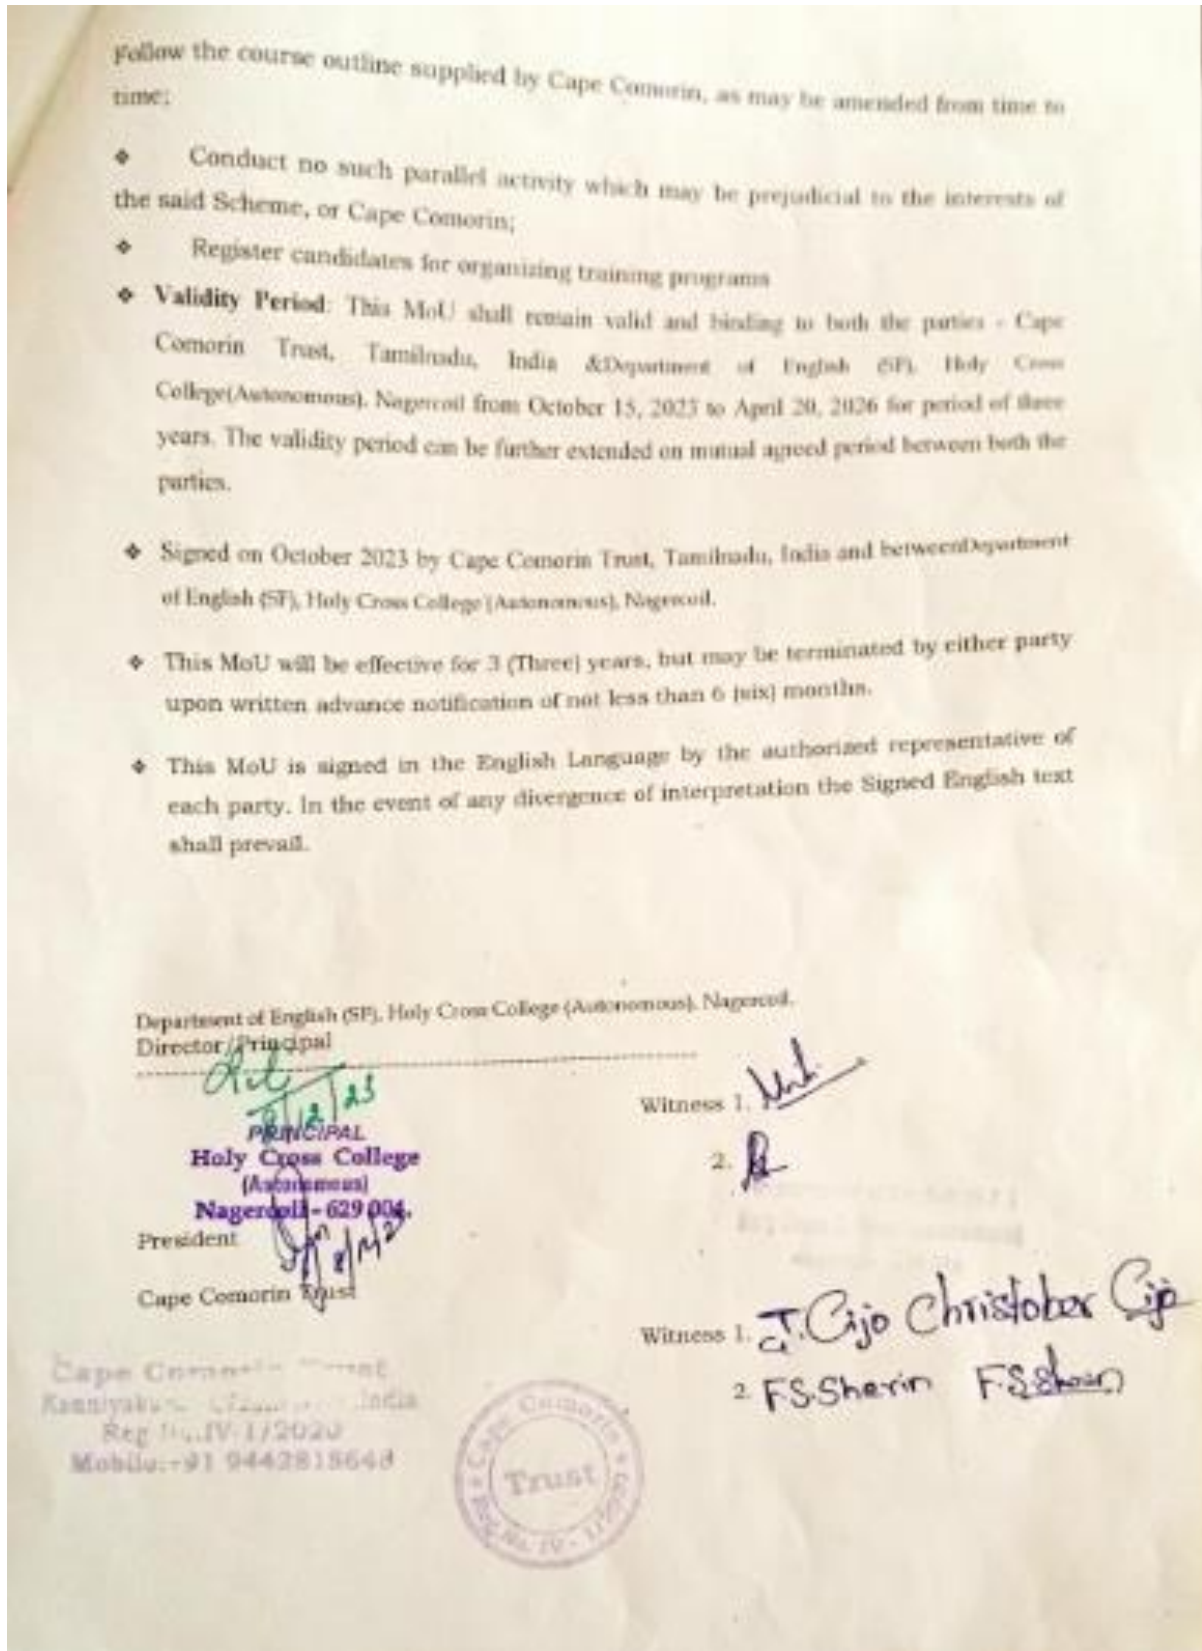 Follow the course outline supplied by Cape Comorin, as may be amended from time to
time;
❖ Conduct no such parallel activity which may be prejudicial to the interests of
the said Scheme, or Cape Comorin;
❖ Register candidates for organizing training programs
❖ Validity Period: This MoU shall remain valid and binding to both the parties - Cape
Comorin Trust, Tamilnadu, India &Department of English (SF), Holy Cross
College(Autonomous), Nagercoil from October 15, 2023 to April 20, 2026 for period of three
years. The validity period can be further extended on mutual agreed period between both the
parties.
❖ Signed on October 2023 by Cape Comorin Trust, Tamilnadu, India and betweenDepartment
of English (SF), Holy Cross College (Autonomous), Nagercoil.
❖ This MoU will be effective for 3 (Three) years, but may be terminated by either party
upon written advance notification of not less than 6 (six) months.
❖ This MoU is signed in the English Language by the authorized representative of
each party. In the event of any divergence of interpretation the Signed English text
shall prevail.
Department of English (SF), Holy Cross College (Autonomous), Nagercoil.
Director/Principal
Witness 1.
PRINCIPAL
Holy Cross College
2.
(Autonomous)
Nagercoil - 629 004.
President
Cape Comorin Trust
Witness 1. J. Cijo Christober Cijo
2. F.S.Sherin F.S.Sherin
Cape Comorin Trust
India
Reg No. IV-1/2020
Mobile:+91 9442818648
Cape Comorin
Trust
Reg. No. IV - 1/2020